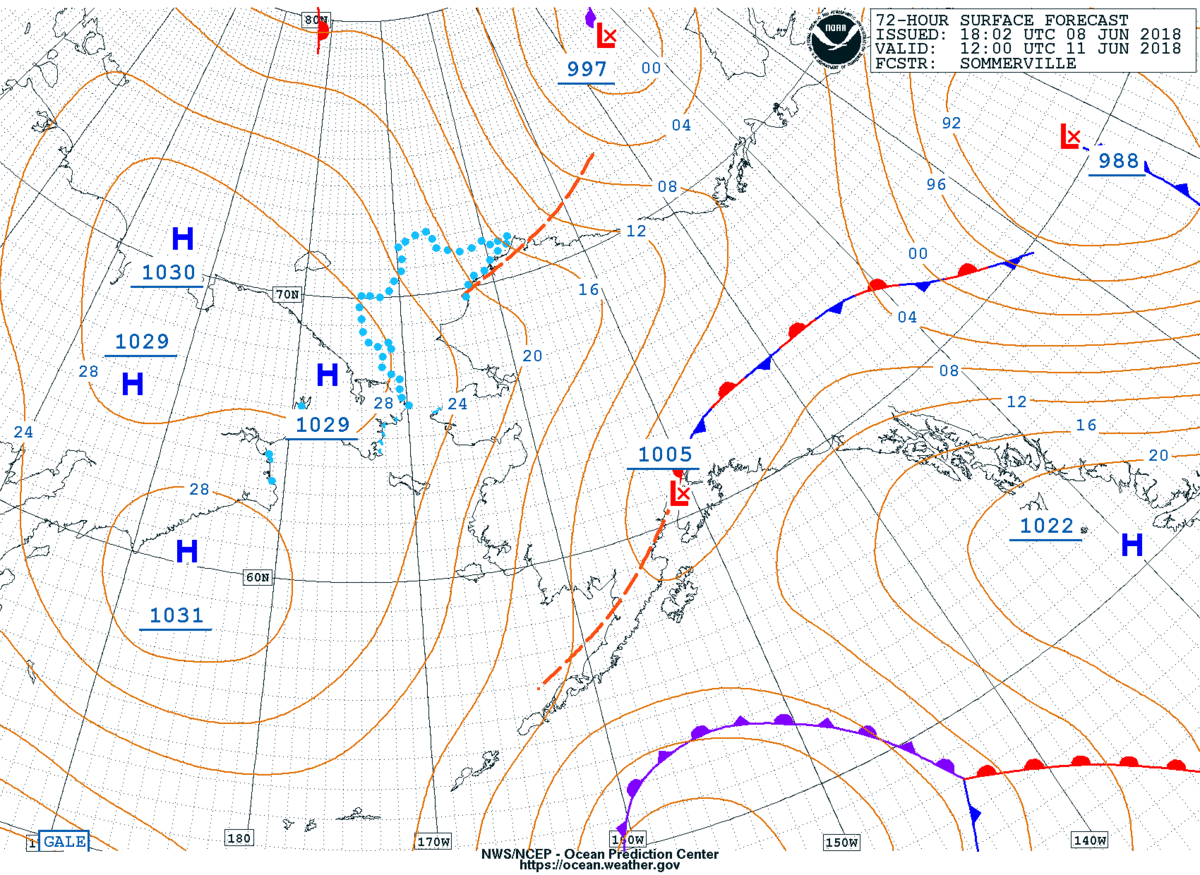 80N
72-HOUR SURFACE FORECAST
ISSUED: 18:02 UTC 08 JUN 2018
VALID: 12:00 UTC 11 JUN 2018
FCSTR: SOMMERVILLE
NOAA
L
997
00
04
92
L
988
08
96
12
H
1030
00
70N
16
04
1029
20
28
H
H
08
28
24
12
1029
24
16
1005
20
28
L
1022
H
H
60N
1031
GALE
180
170W
160W
150W
140W
NWS/NCEP - Ocean Prediction Center
https://ocean.weather.gov